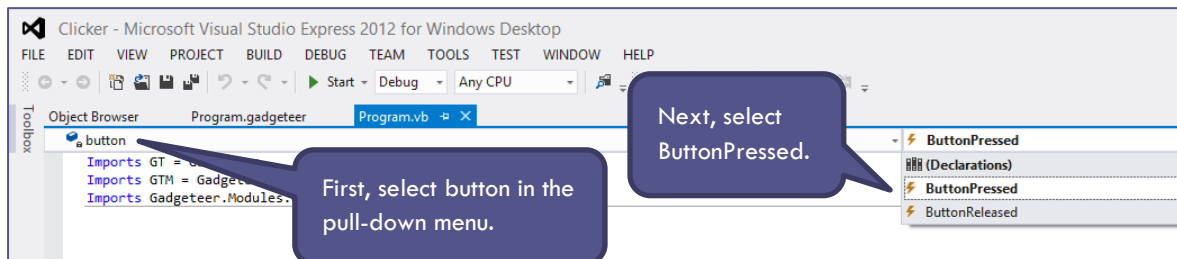 Clicker - Microsoft Visual Studio Express 2012 for Windows Desktop
FILE EDIT VIEW PROJECT BUILD DEBUG TEAM TOOLS TEST WINDOW HELP
Start Debug Any CPU
Toolbox
Object Browser Program.gadgeteer Program.vb
button
ButtonPressed
Imports GT =
Imports GTM =
Imports Gadgeteer.Modules.
(Declarations)
ButtonPressed
ButtonReleased
First, select button in the
pull-down menu.
Next, select
ButtonPressed.